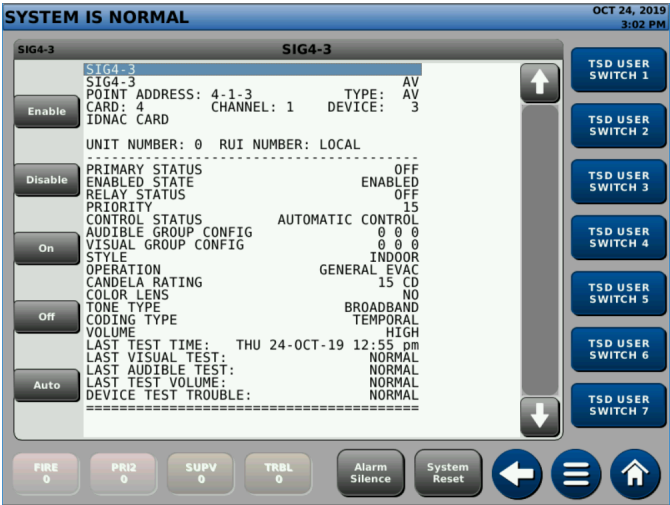 SYSTEM IS NORMAL
OCT 24, 2019
3:02 PM
SIG4-3
SIG4-3
SIG4-3
SIG4-3 AV
POINT ADDRESS: 4-1-3 TYPE: AV
CARD: 4 CHANNEL: 1 DEVICE: 3
IDNAC CARD
UNIT NUMBER: 0 RUI NUMBER: LOCAL
----------------------------------------
PRIMARY STATUS OFF
ENABLED STATE ENABLED
RELAY STATUS OFF
PRIORITY 15
CONTROL STATUS AUTOMATIC CONTROL
AUDIBLE GROUP CONFIG 0 0 0
VISUAL GROUP CONFIG 0 0 0
STYLE INDOOR
OPERATION GENERAL EVAC
CANDELA RATING 15 CD
COLOR LENS NO
TONE TYPE BROADBAND
CODING TYPE TEMPORAL
VOLUME HIGH
LAST TEST TIME: THU 24-OCT-19 12:55 pm
LAST VISUAL TEST: NORMAL
LAST AUDIBLE TEST: NORMAL
LAST TEST VOLUME: NORMAL
DEVICE TEST TROUBLE: NORMAL
========================================
Enable
Disable
On
Off
Auto
TSD USER
SWITCH 1
TSD USER
SWITCH 2
TSD USER
SWITCH 3
TSD USER
SWITCH 4
TSD USER
SWITCH 5
TSD USER
SWITCH 6
TSD USER
SWITCH 7
FIRE
0
PRI2
0
SUPV
0
TRBL
0
Alarm
Silence
System
Reset